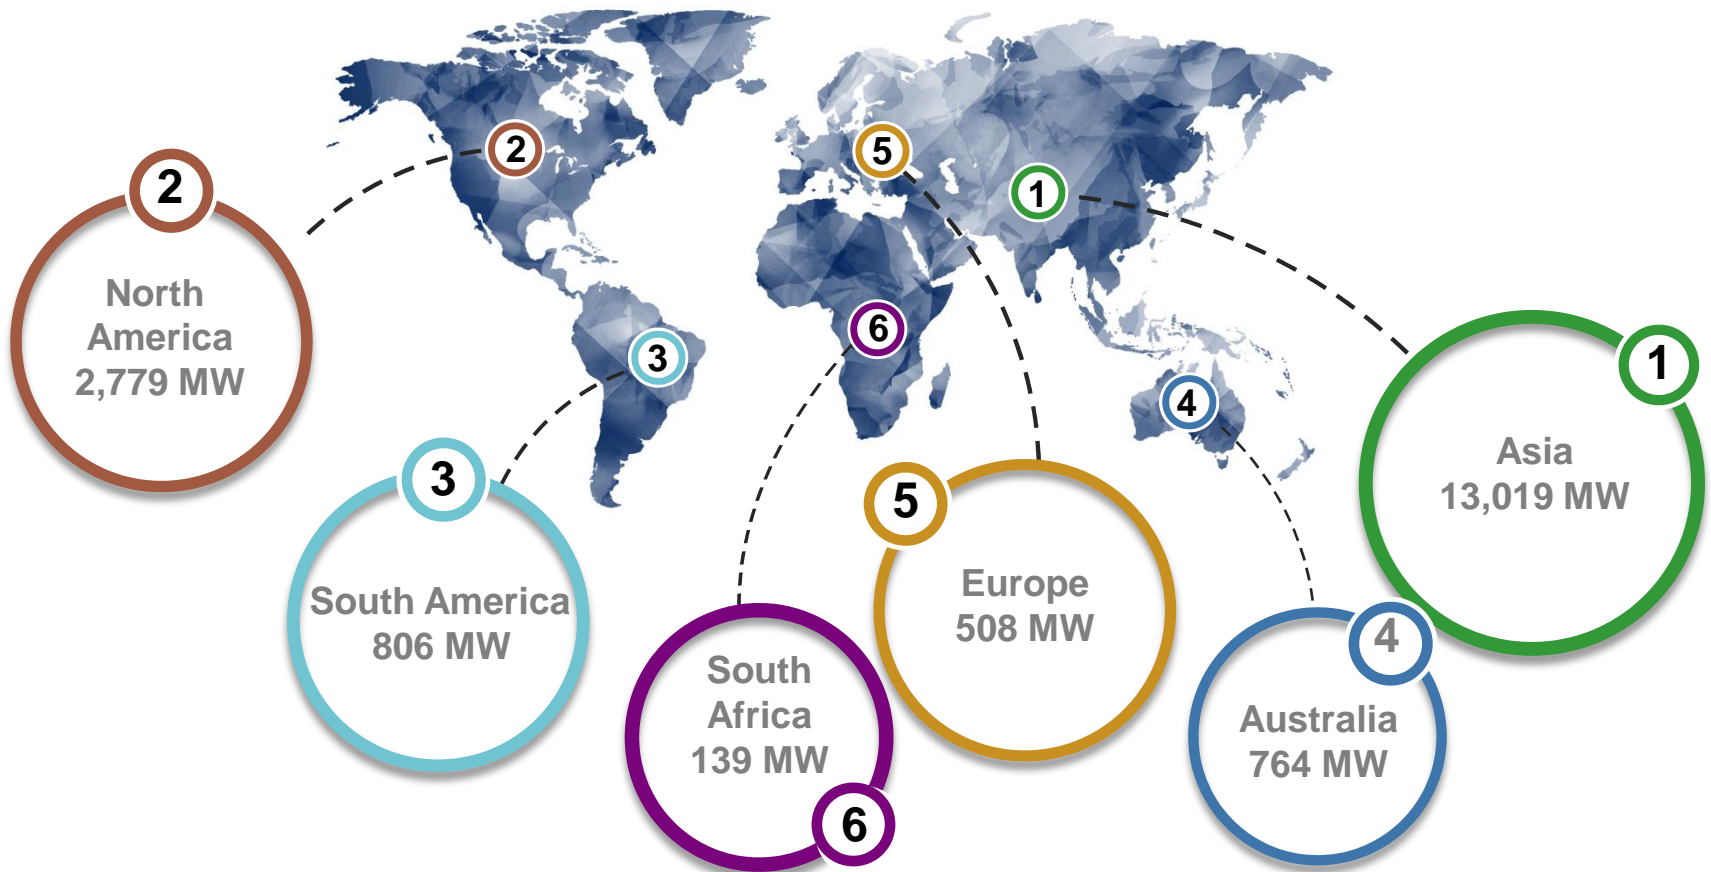 2
5
1
6
3
4
2
North
America
2,779 MW
3
South America
806 MW
6
South
Africa
139 MW
5
Europe
508 MW
4
Australia
764 MW
1
Asia
13,019 MW